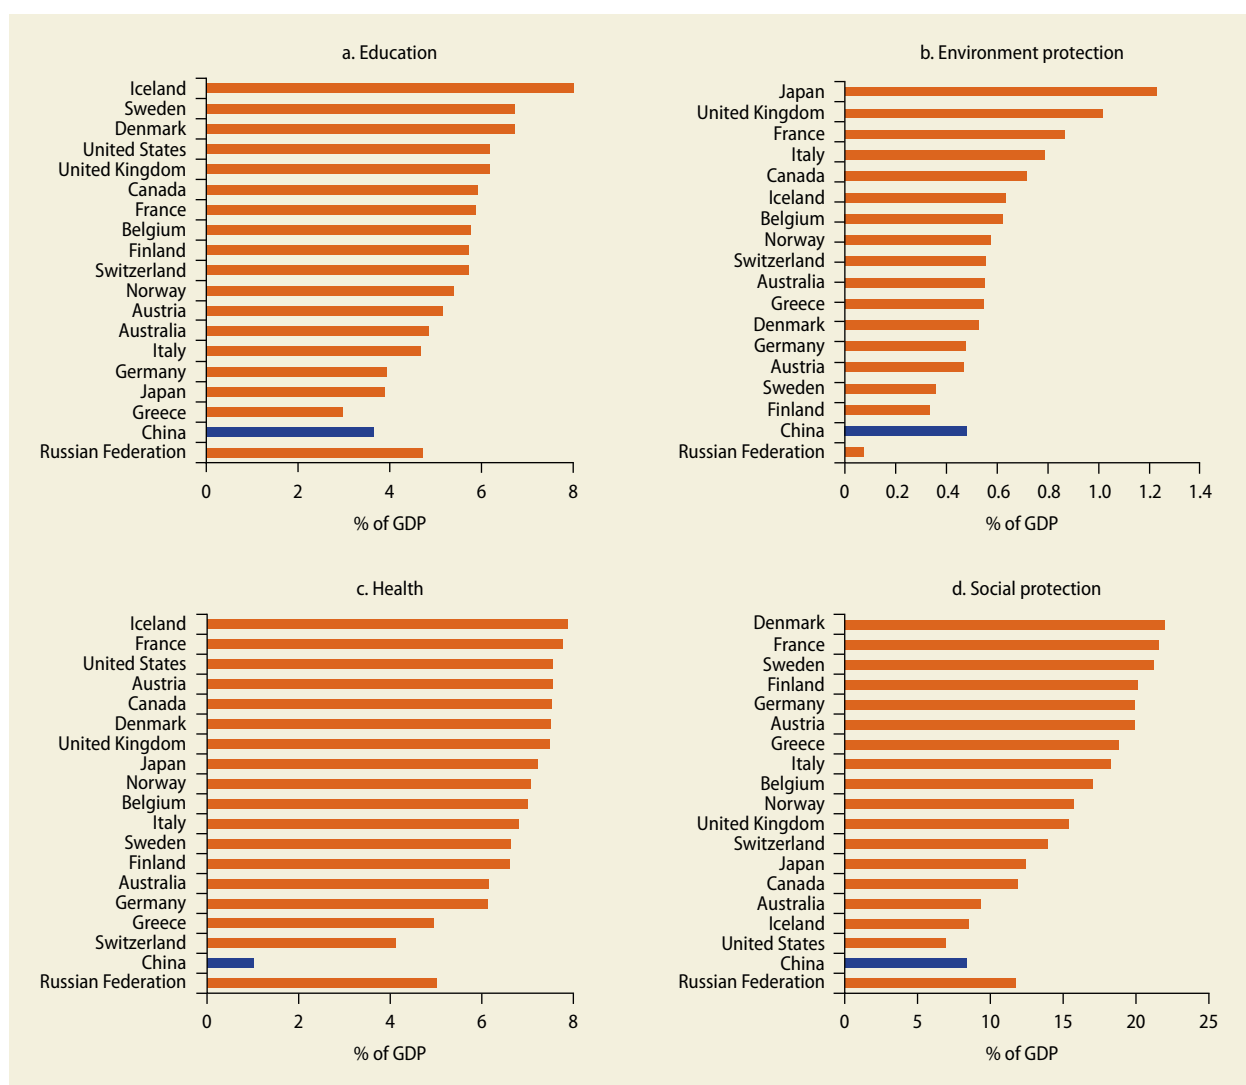 a. Education
Iceland
Sweden
Denmark
United States
United Kingdom
Canada
France
Belgium
Finland
Switzerland
Norway
Austria
Australia
Italy
Germany
Japan
Greece
China
Russian Federation
0 2 4 6 8
% of GDP
b. Environment protection
Japan
United Kingdom
France
Italy
Canada
Iceland
Belgium
Norway
Switzerland
Australia
Greece
Denmark
Germany
Austria
Sweden
Finland
China
Russian Federation
0 0.2 0.4 0.6 0.8 1.0 1.2 1.4
% of GDP
c. Health
Iceland
France
United States
Austria
Canada
Denmark
United Kingdom
Japan
Norway
Belgium
Italy
Sweden
Finland
Australia
Germany
Greece
Switzerland
China
Russian Federation
0 2 4 6 8
% of GDP
d. Social protection
Denmark
France
Sweden
Finland
Germany
Austria
Greece
Italy
Belgium
Norway
United Kingdom
Switzerland
Japan
Canada
Australia
Iceland
United States
China
Russian Federation
0 5 10 15 20 25
% of GDP